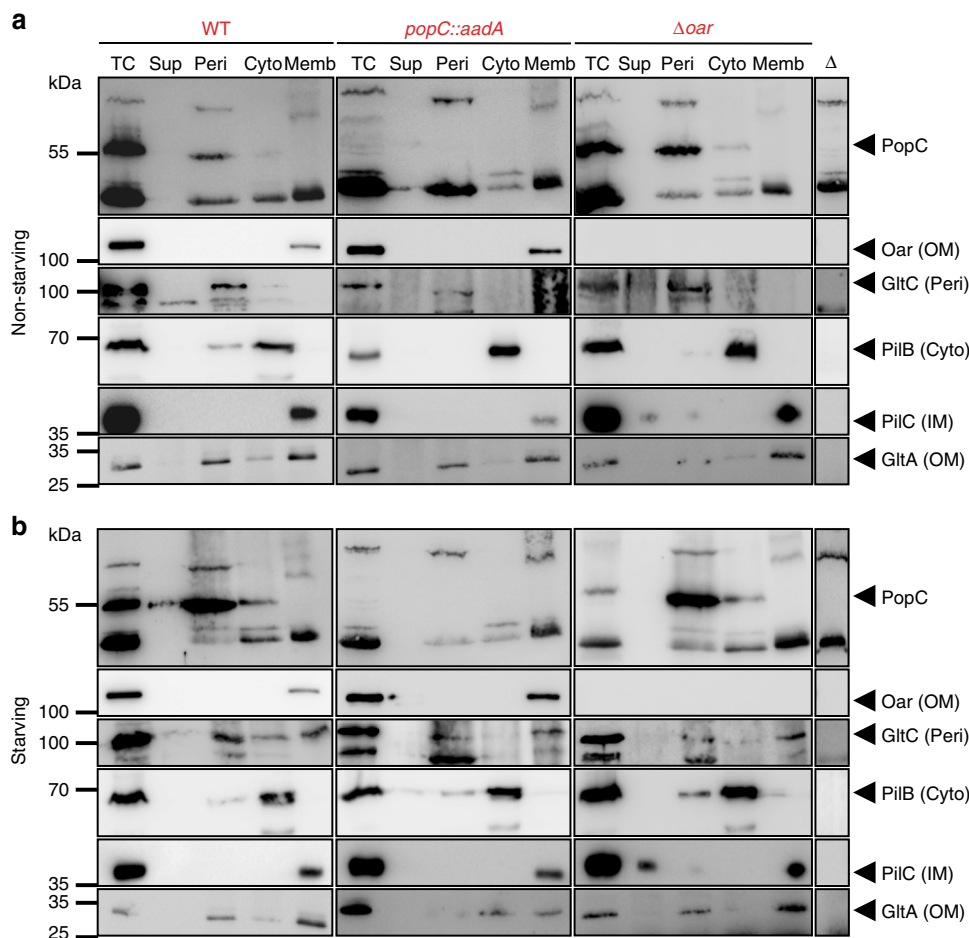 a
WT popC::aadA Δoar
TC Sup Peri Cyto Memb TC Sup Peri Cyto Memb TC Sup Peri Cyto Memb Δ
kDa
55 PopC
100 Oar (OM)
100 GltC (Peri)
70 PilB (Cyto)
35 PilC (IM)
35 GltA (OM)
25
Non-starving
b
kDa
55 PopC
100 Oar (OM)
100 GltC (Peri)
70 PilB (Cyto)
35 PilC (IM)
35 GltA (OM)
25
Starving